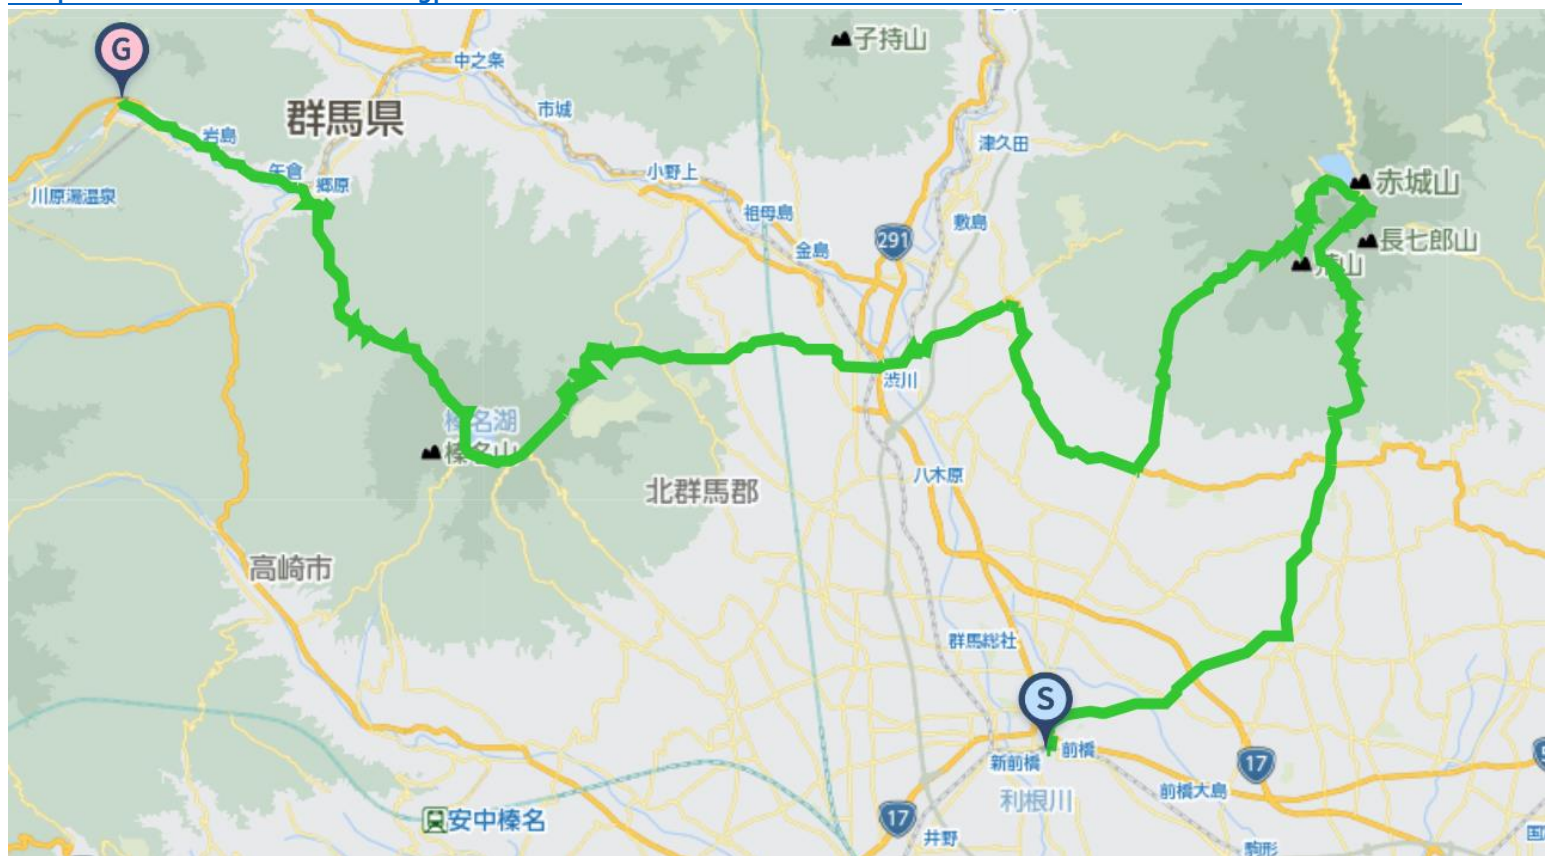 子持山
G
中之条
群馬県
市城
岩島
津久田
矢倉
郷原
小野上
赤城山
川原湯温泉
祖母島
敷島
291
金島
長七郎山
荒山
渋川
榛名湖
榛名山
八木原
北群馬郡
高崎市
群馬総社
S
前橋
新前橋
17
前橋大島
利根川
安中榛名
17
井野
駒形